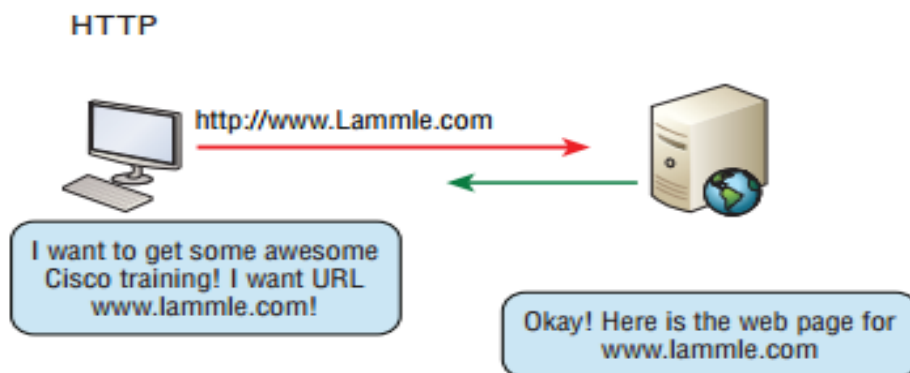 HTTP
http://www.Lammle.com
I want to get some awesome
Cisco training! I want URL
www.lammle.com!
Okay! Here is the web page for
www.lammle.com